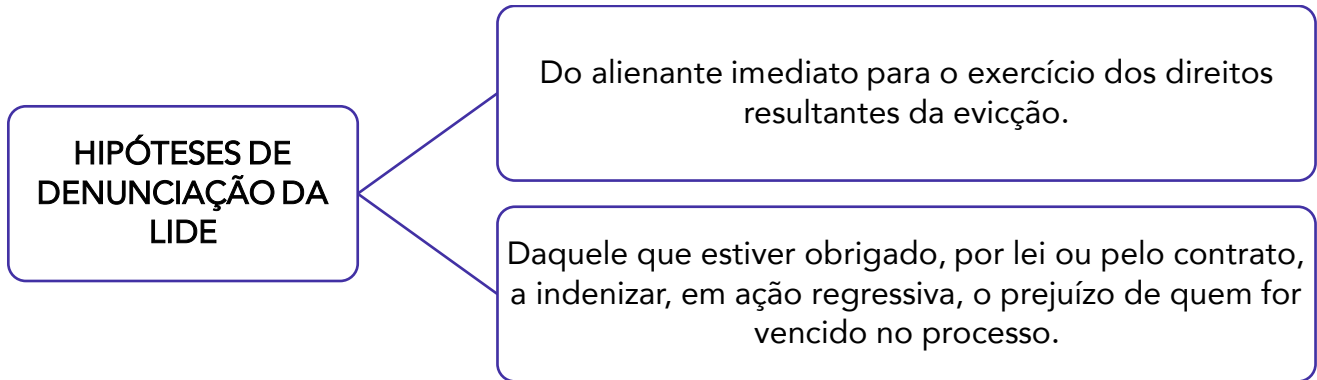 HIPÓTESES DE
DENUNCIAÇÃO DA
LIDE
Do alienante imediato para o exercício dos direitos
resultantes da evicção.
Daquele que estiver obrigado, por lei ou pelo contrato,
a indenizar, em ação regressiva, o prejuízo de quem for
vencido no processo.